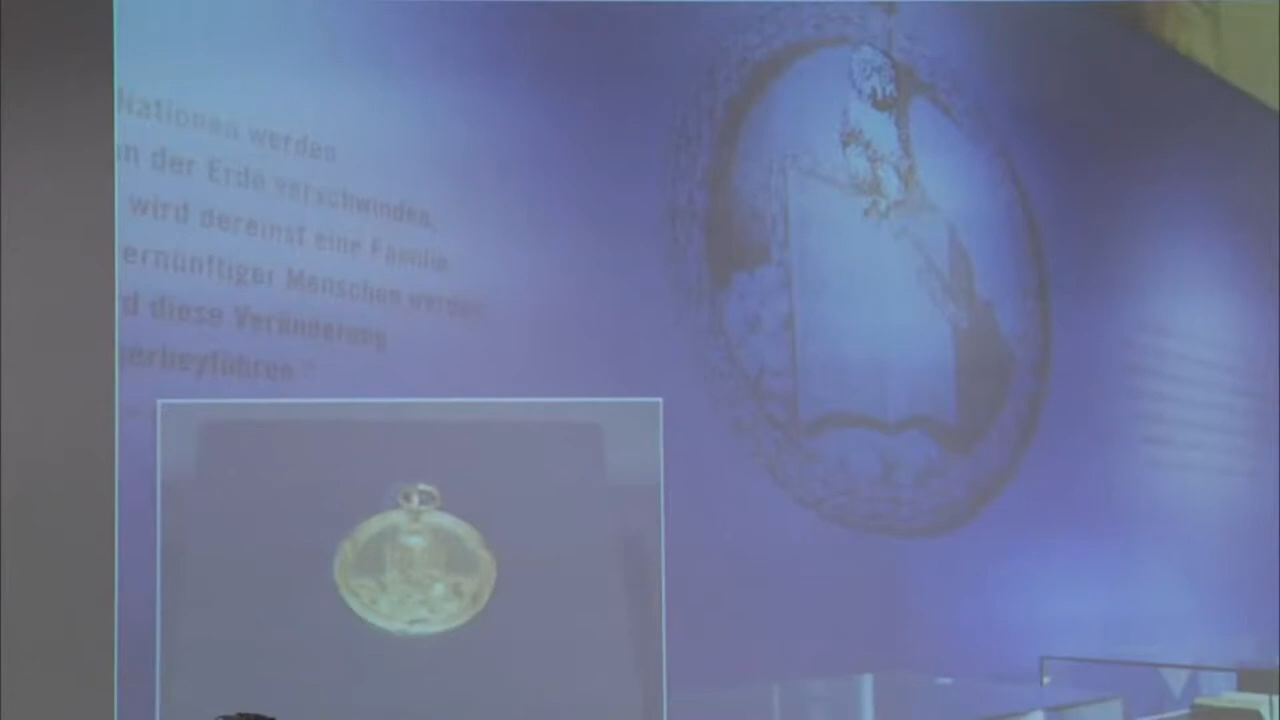 Nationen werden
der Erde verschwinden,
wird dereinst eine Familie
ernünftiger Menschen werden
d diese Veränderung
erbeyführen."